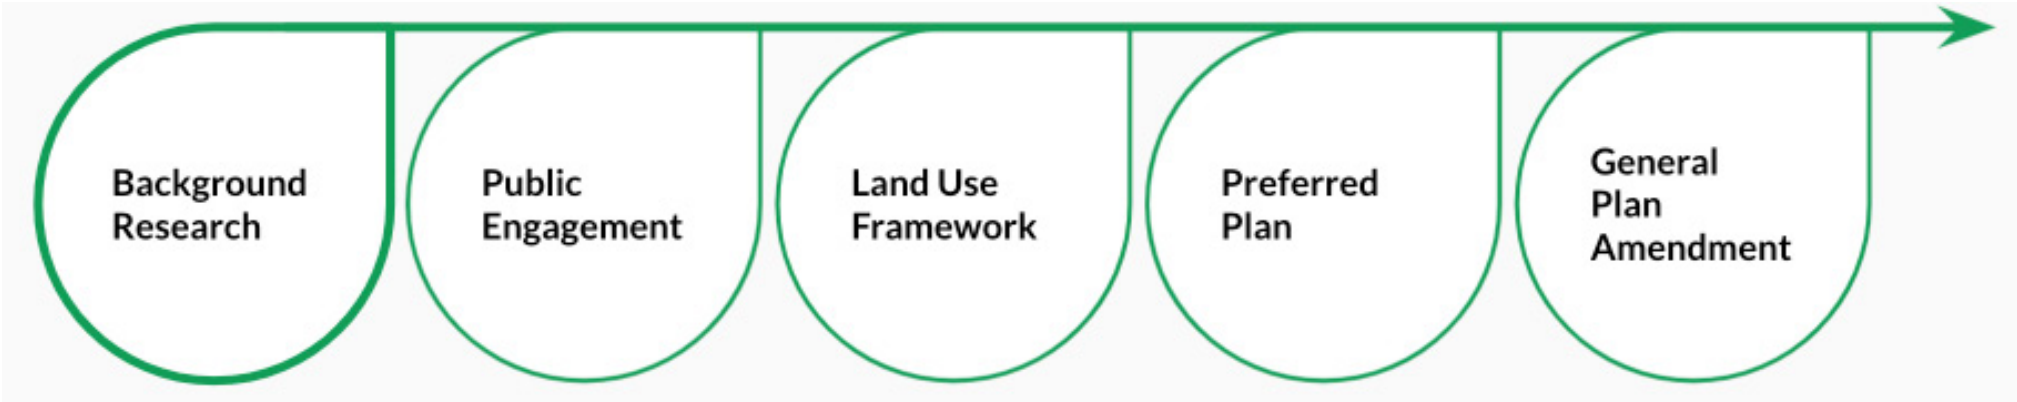 Background
Research
Public
Engagement
Land Use
Framework
Preferred
Plan
General
Plan
Amendment